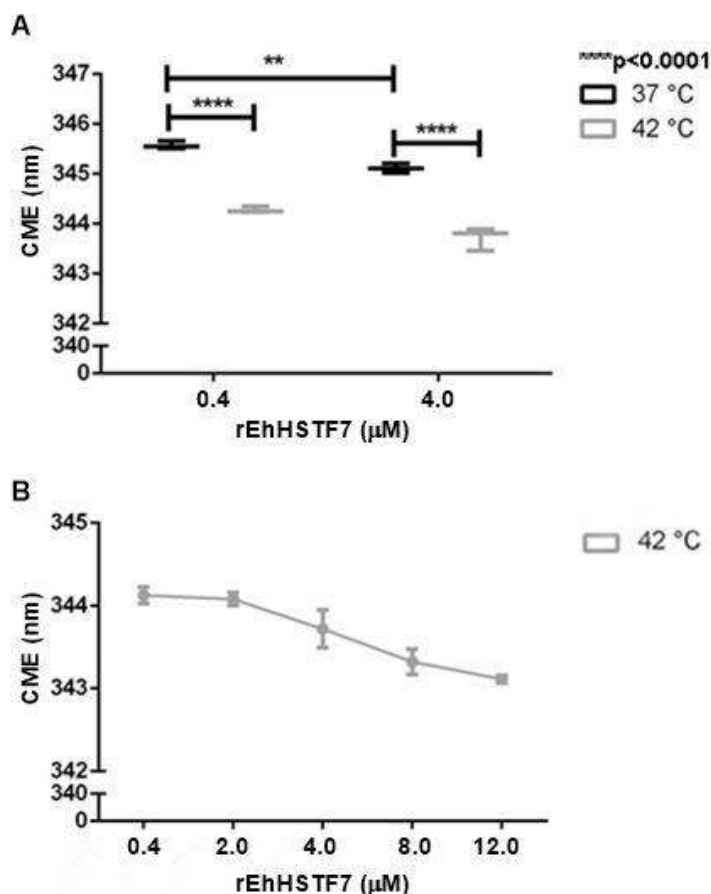 A
****p<0.0001
37 °C
42 °C
**
****
****
347
346
345
344
343
342
340
0
CME (nm)
0.4 4.0
rEhHSTF7 (μM)
B
42 °C
345
344
343
342
340
0
CME (nm)
0.4 2.0 4.0 8.0 12.0
rEhHSTF7 (μM)